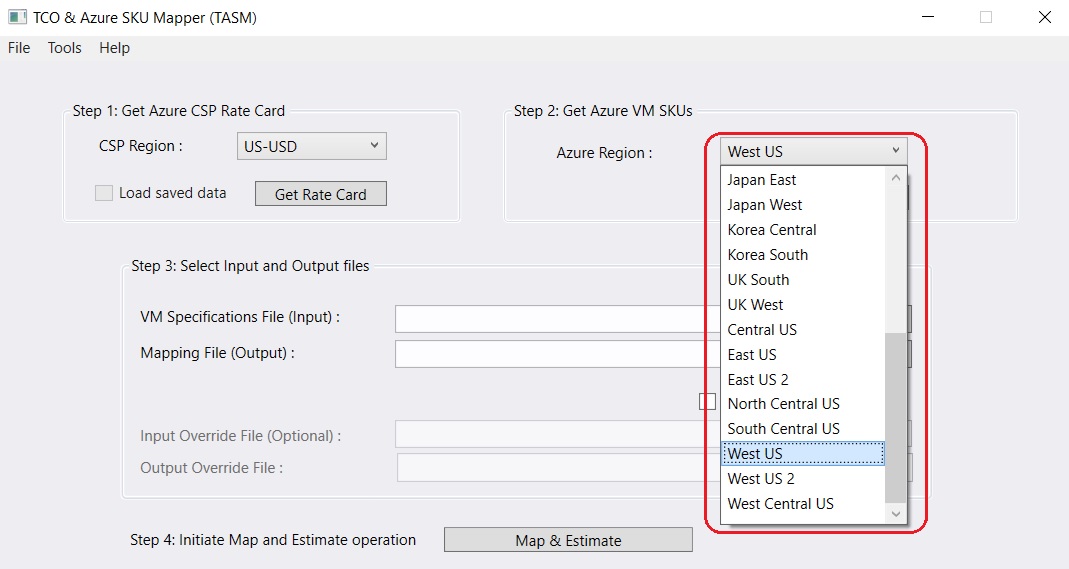 TCO & Azure SKU Mapper (TASM)
File Tools Help
Step 1: Get Azure CSP Rate Card
CSP Region :
US-USD
Load saved data
Get Rate Card
Step 2: Get Azure VM SKUs
Azure Region :
West US
Japan East
Japan West
Korea Central
Korea South
UK South
UK West
Central US
East US
East US 2
North Central US
South Central US
West US
West US 2
West Central US
Step 3: Select Input and Output files
VM Specifications File (Input) :
Mapping File (Output) :
Input Override File (Optional) :
Output Override File :
Step 4: Initiate Map and Estimate operation
Map & Estimate